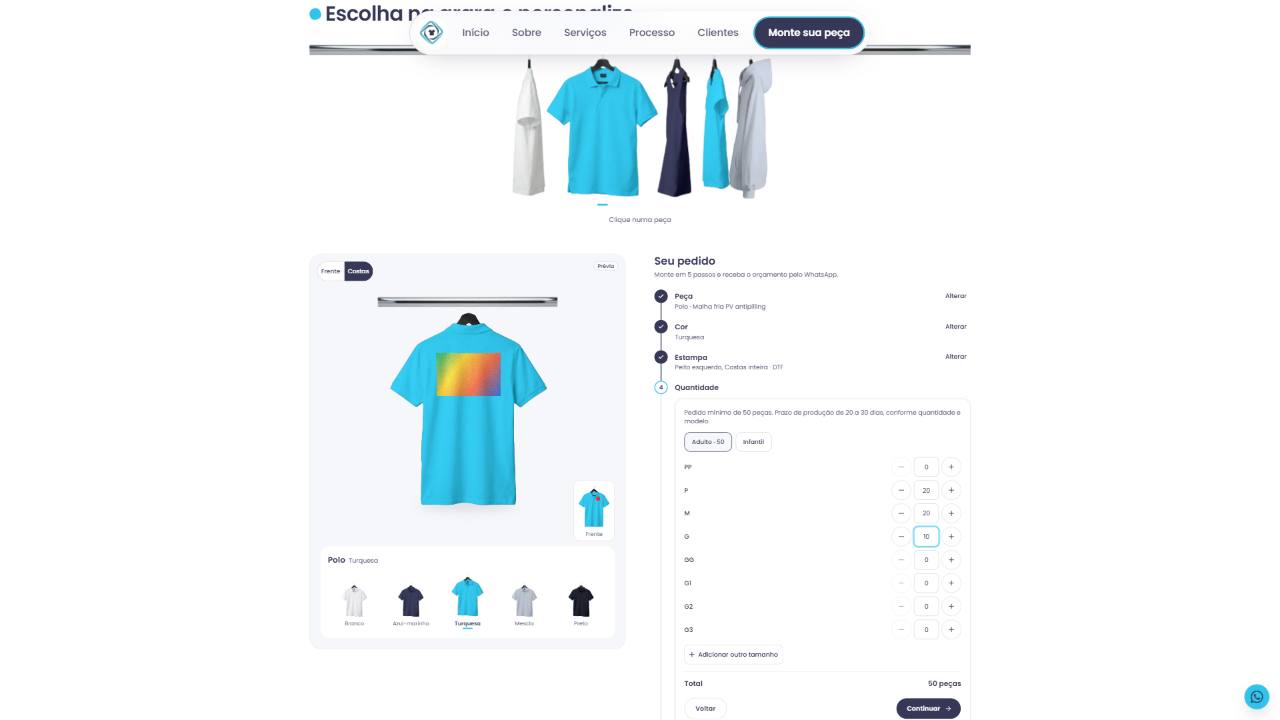 Escolha na arara e personalize
Início
Sobre
Serviços
Processo
Clientes
Monte sua peça
Clique numa peça
Frente
Costas
Prévia
Frente
Polo Turquesa
Branco
Azul-marinho
Turquesa
Mescla
Preto
Seu pedido
Monte em 5 passos e receba o orçamento pelo WhatsApp.
Peça
Alterar
Polo · Malha fria PV antipilling
Cor
Alterar
Turquesa
Estampa
Alterar
Peito esquerdo, Costas inteira · DTF
4 Quantidade
Pedido mínimo de 50 peças. Prazo de produção de 20 a 30 dias, conforme quantidade e
modelo.
Adulto · 50
Infantil
PP − 0 +
P − 20 +
M − 20 +
G − 10 +
GG − 0 +
G1 − 0 +
G2 − 0 +
G3 − 0 +
+ Adicionar outro tamanho
Total 50 peças
Voltar
Continuar →